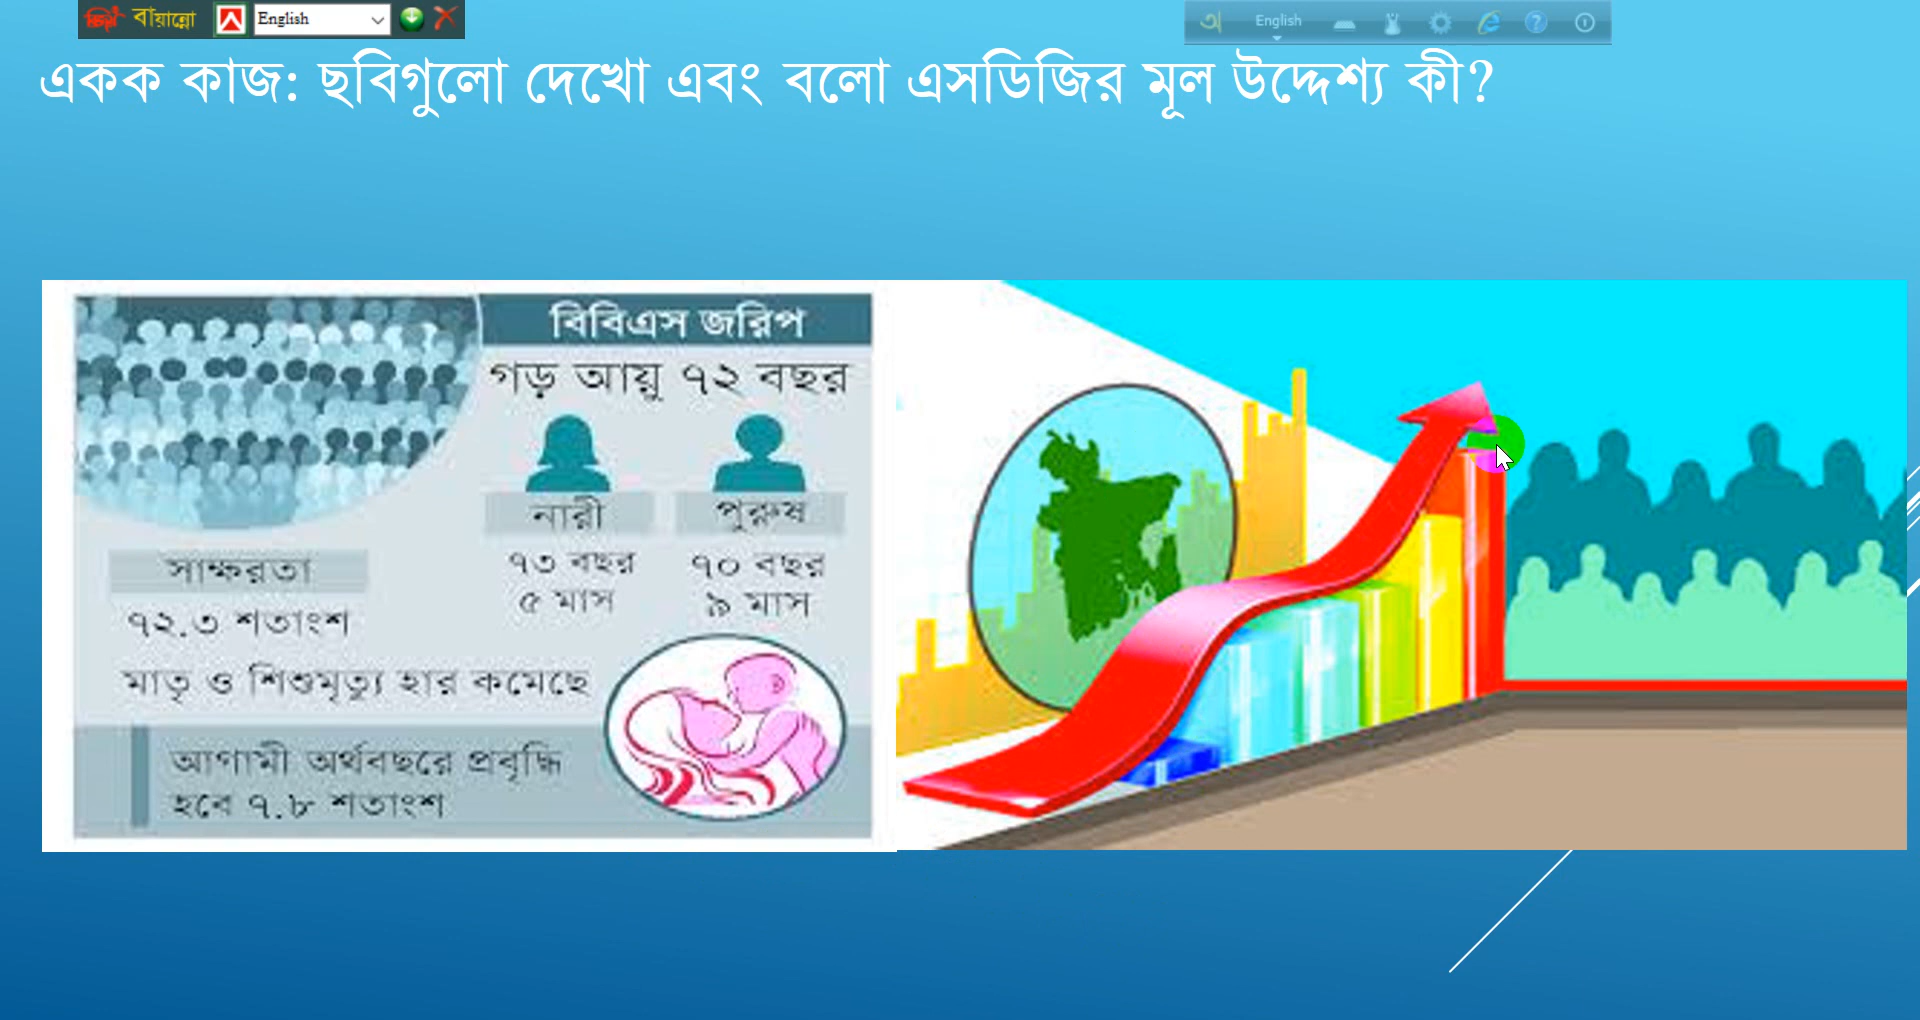 বায়ান্নো
English
অ
English
একক কাজ: ছবিগুলো দেখো এবং বলো এসডিজির মূল উদ্দেশ্য কী?
বিবিএস জরিপ
গড় আয়ু ৭২ বছর
নারী
পুরুষ
৭৩ বছর
৫ মাস
৭০ বছর
৯ মাস
সাক্ষরতা
৭২.৩ শতাংশ
মাতৃ ও শিশুমৃত্যু হার কমেছে
আগামী অর্থবছরে প্রবৃদ্ধি
হবে ৭.৮ শতাংশ